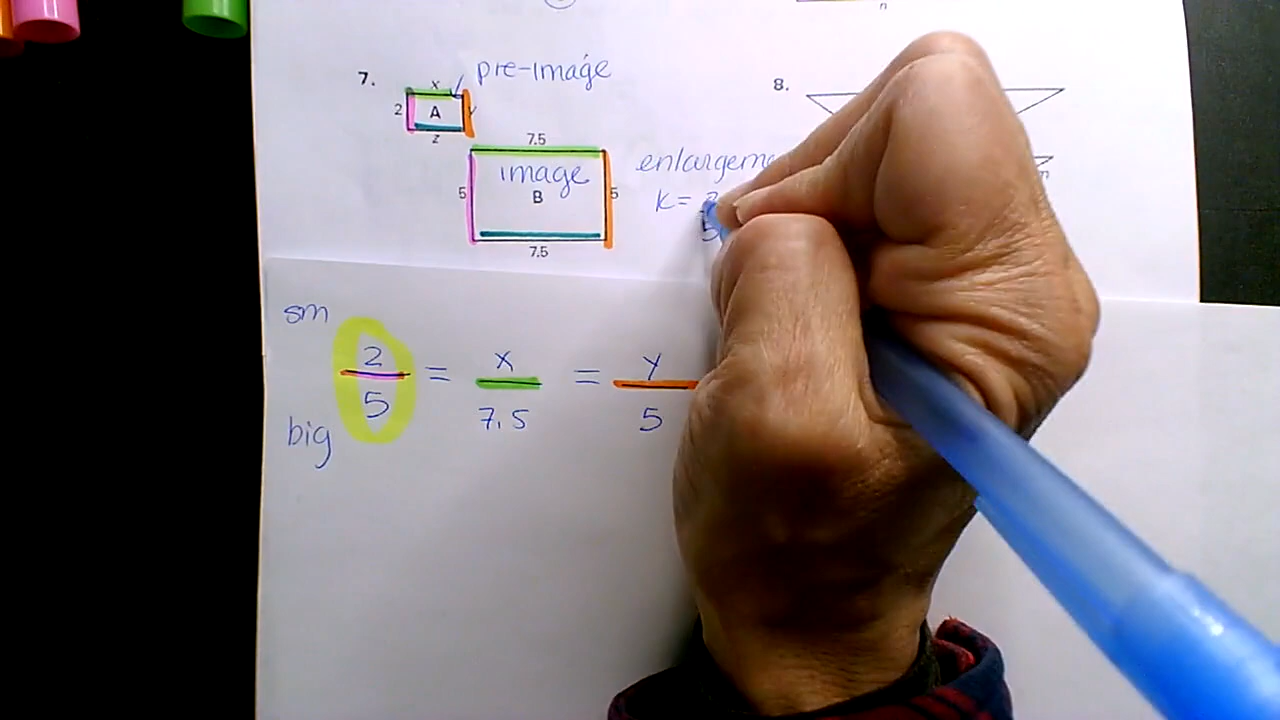 7.
x
pre-image
2
A
y
z
8.
7.5
image
5
B
5
7.5
k=
5
sm
2 = x = y
5 7.5 5
big